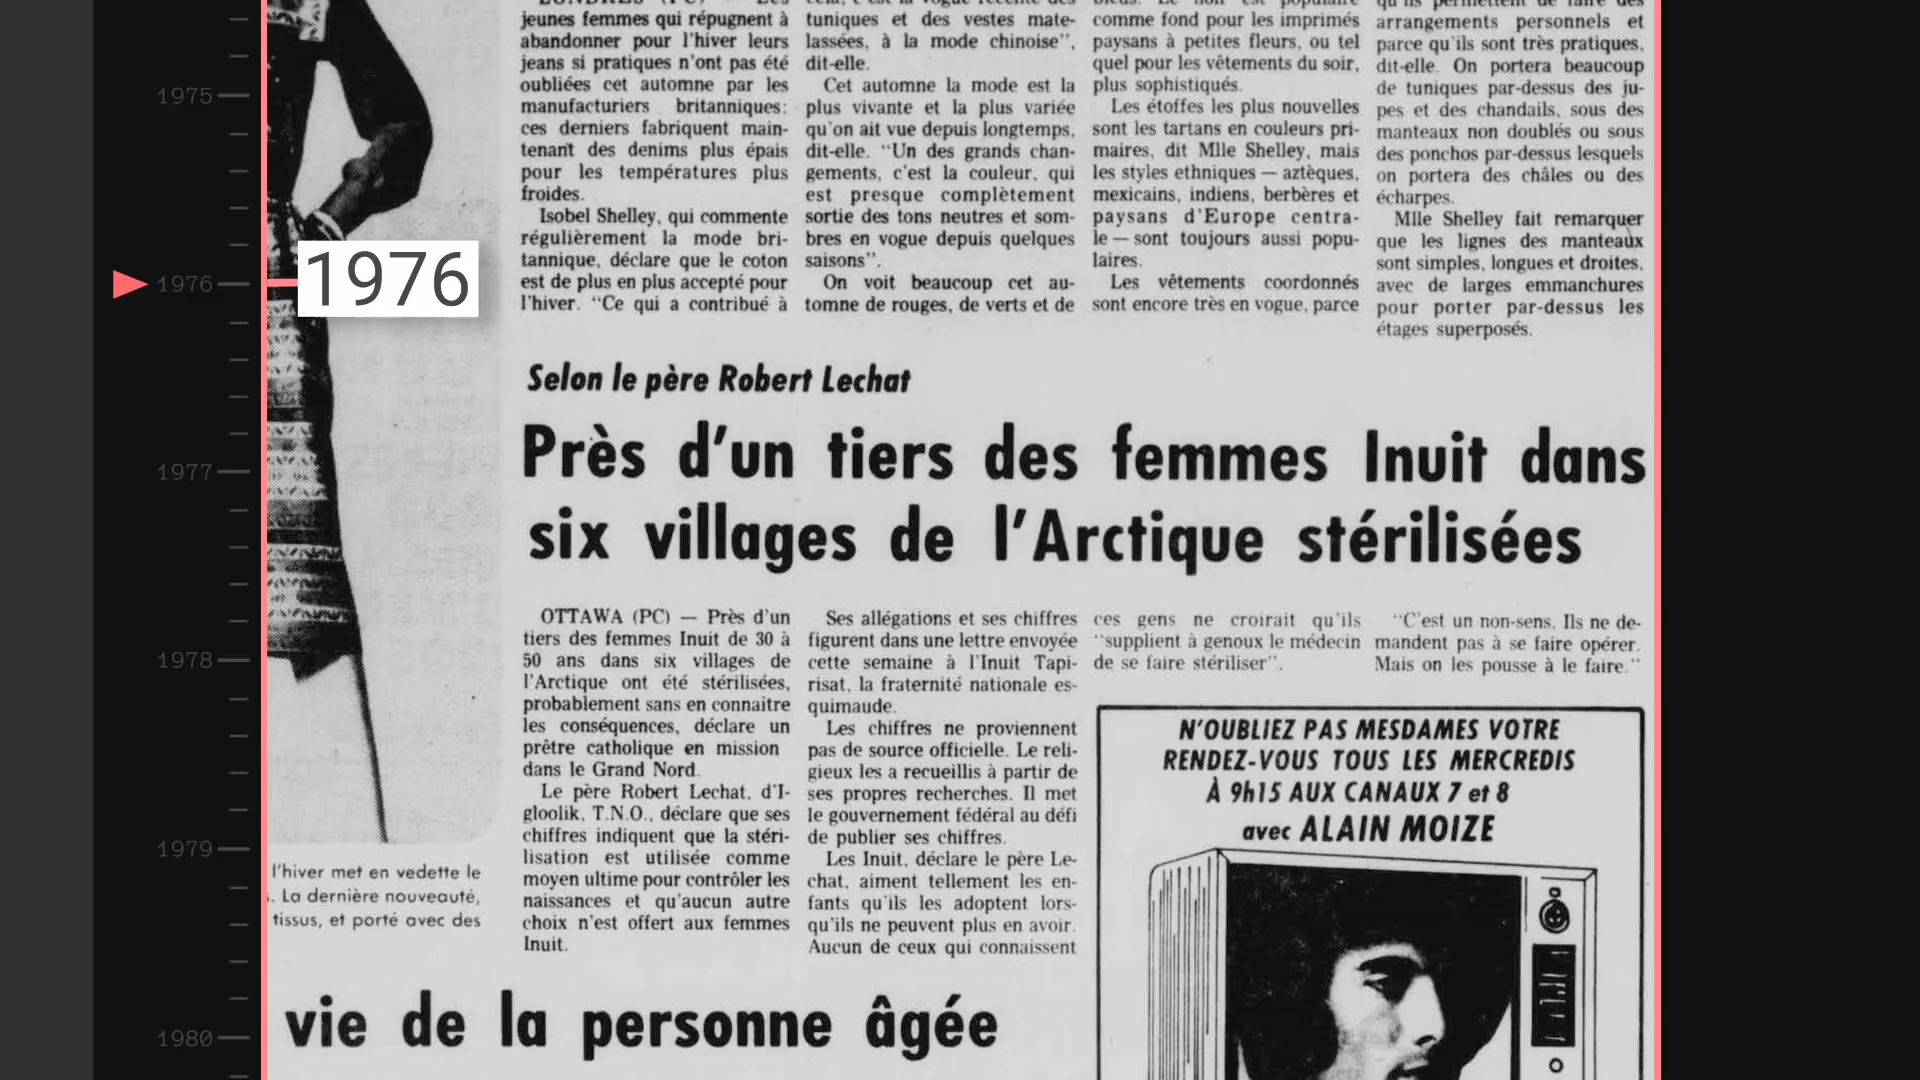 1975
1976
1977
1978
1979
1980
1976
jeunes femmes qui répugnent à
abandonner pour l'hiver leurs
jeans si pratiques n'ont pas été
oubliées cet automne par les
manufacturiers britanniques:
ces derniers fabriquent main-
tenant des denims plus épais
pour les températures plus
froides.
Isobel Shelley, qui commente
régulièrement la mode bri-
tannique, déclare que le coton
est de plus en plus accepté pour
l'hiver. "Ce qui a contribué à
tuniques et des vestes mate-
lassées, à la mode chinoise",
dit-elle.
Cet automne la mode est la
plus vivante et la plus variée
qu'on ait vue depuis longtemps,
dit-elle. "Un des grands chan-
gements, c'est la couleur, qui
est presque complètement
sortie des tons neutres et som-
bres en vogue depuis quelques
saisons".
On voit beaucoup cet au-
tomne de rouges, de verts et de
comme fond pour les imprimés
paysans à petites fleurs, ou tel
quel pour les vêtements du soir,
plus sophistiqués.
Les étoffes les plus nouvelles
sont les tartans en couleurs pri-
maires, dit Mlle Shelley, mais
les styles ethniques — aztèques,
mexicains, indiens, berbères et
paysans d'Europe centra-
le — sont toujours aussi popu-
laires.
Les vêtements coordonnés
sont encore très en vogue, parce
qu'ils permettent de faire des
arrangements personnels et
parce qu'ils sont très pratiques,
dit-elle. On portera beaucoup
de tuniques par-dessus des ju-
pes et des chandails, sous des
manteaux non doublés ou sous
des ponchos par-dessus lesquels
on portera des châles ou des
écharpes.
Mlle Shelley fait remarquer
que les lignes des manteaux
sont simples, longues et droites,
avec de larges emmanchures
pour porter par-dessus les
étages superposés.
Selon le père Robert Lechat
Près d'un tiers des femmes Inuit dans
six villages de l'Arctique stérilisées
OTTAWA (PC) — Près d'un
tiers des femmes Inuit de 30 à
50 ans dans six villages de
l'Arctique ont été stérilisées,
probablement sans en connaître
les conséquences, déclare un
prêtre catholique en mission
dans le Grand Nord.
Le père Robert Lechat, d'I-
gloolik, T.N.O., déclare que ses
chiffres indiquent que la stéri-
lisation est utilisée comme
moyen ultime pour contrôler les
naissances et qu'aucun autre
choix n'est offert aux femmes
Inuit.
Ses allégations et ses chiffres
figurent dans une lettre envoyée
cette semaine à l'Inuit Tapi-
risat, la fraternité nationale es-
quimaude.
Les chiffres ne proviennent
pas de source officielle. Le reli-
gieux les a recueillis à partir de
ses propres recherches. Il met
le gouvernement fédéral au défi
de publier ses chiffres.
Les Inuit, déclare le père Le-
chat, aiment tellement les en-
fants qu'ils les adoptent lors-
qu'ils ne peuvent plus en avoir.
Aucun de ceux qui connaissent
ces gens ne croirait qu'ils
"supplient à genoux le médecin
de se faire stériliser".
"C'est un non-sens. Ils ne de-
mandent pas à se faire opérer.
Mais on les pousse à le faire."
N'OUBLIEZ PAS MESDAMES VOTRE
RENDEZ-VOUS TOUS LES MERCREDIS
À 9h15 AUX CANAUX 7 et 8
avec ALAIN MOIZE
l'hiver met en vedette le
. La dernière nouveauté,
tissus, et porté avec des
vie de la personne âgée